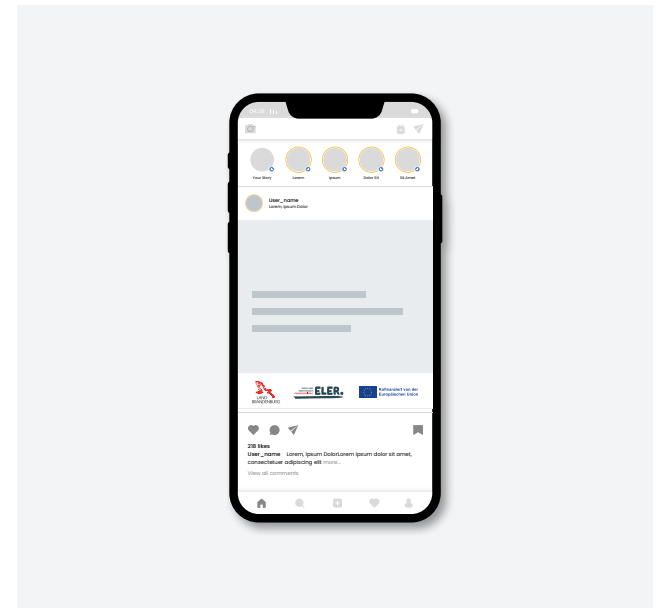 Your Story
Lorem
Ipsum
Dolor Sit
Sit Amet
User_name
Lorem, Ipsum Dolor
LAND
BRANDENBURG
ELER.
Kofinanziert von der
Europäischen Union
218 likes
User_name Lorem, Ipsum DolorLorem ipsum dolor sit amet,
consectetuer adipiscing elit more...
View all comments